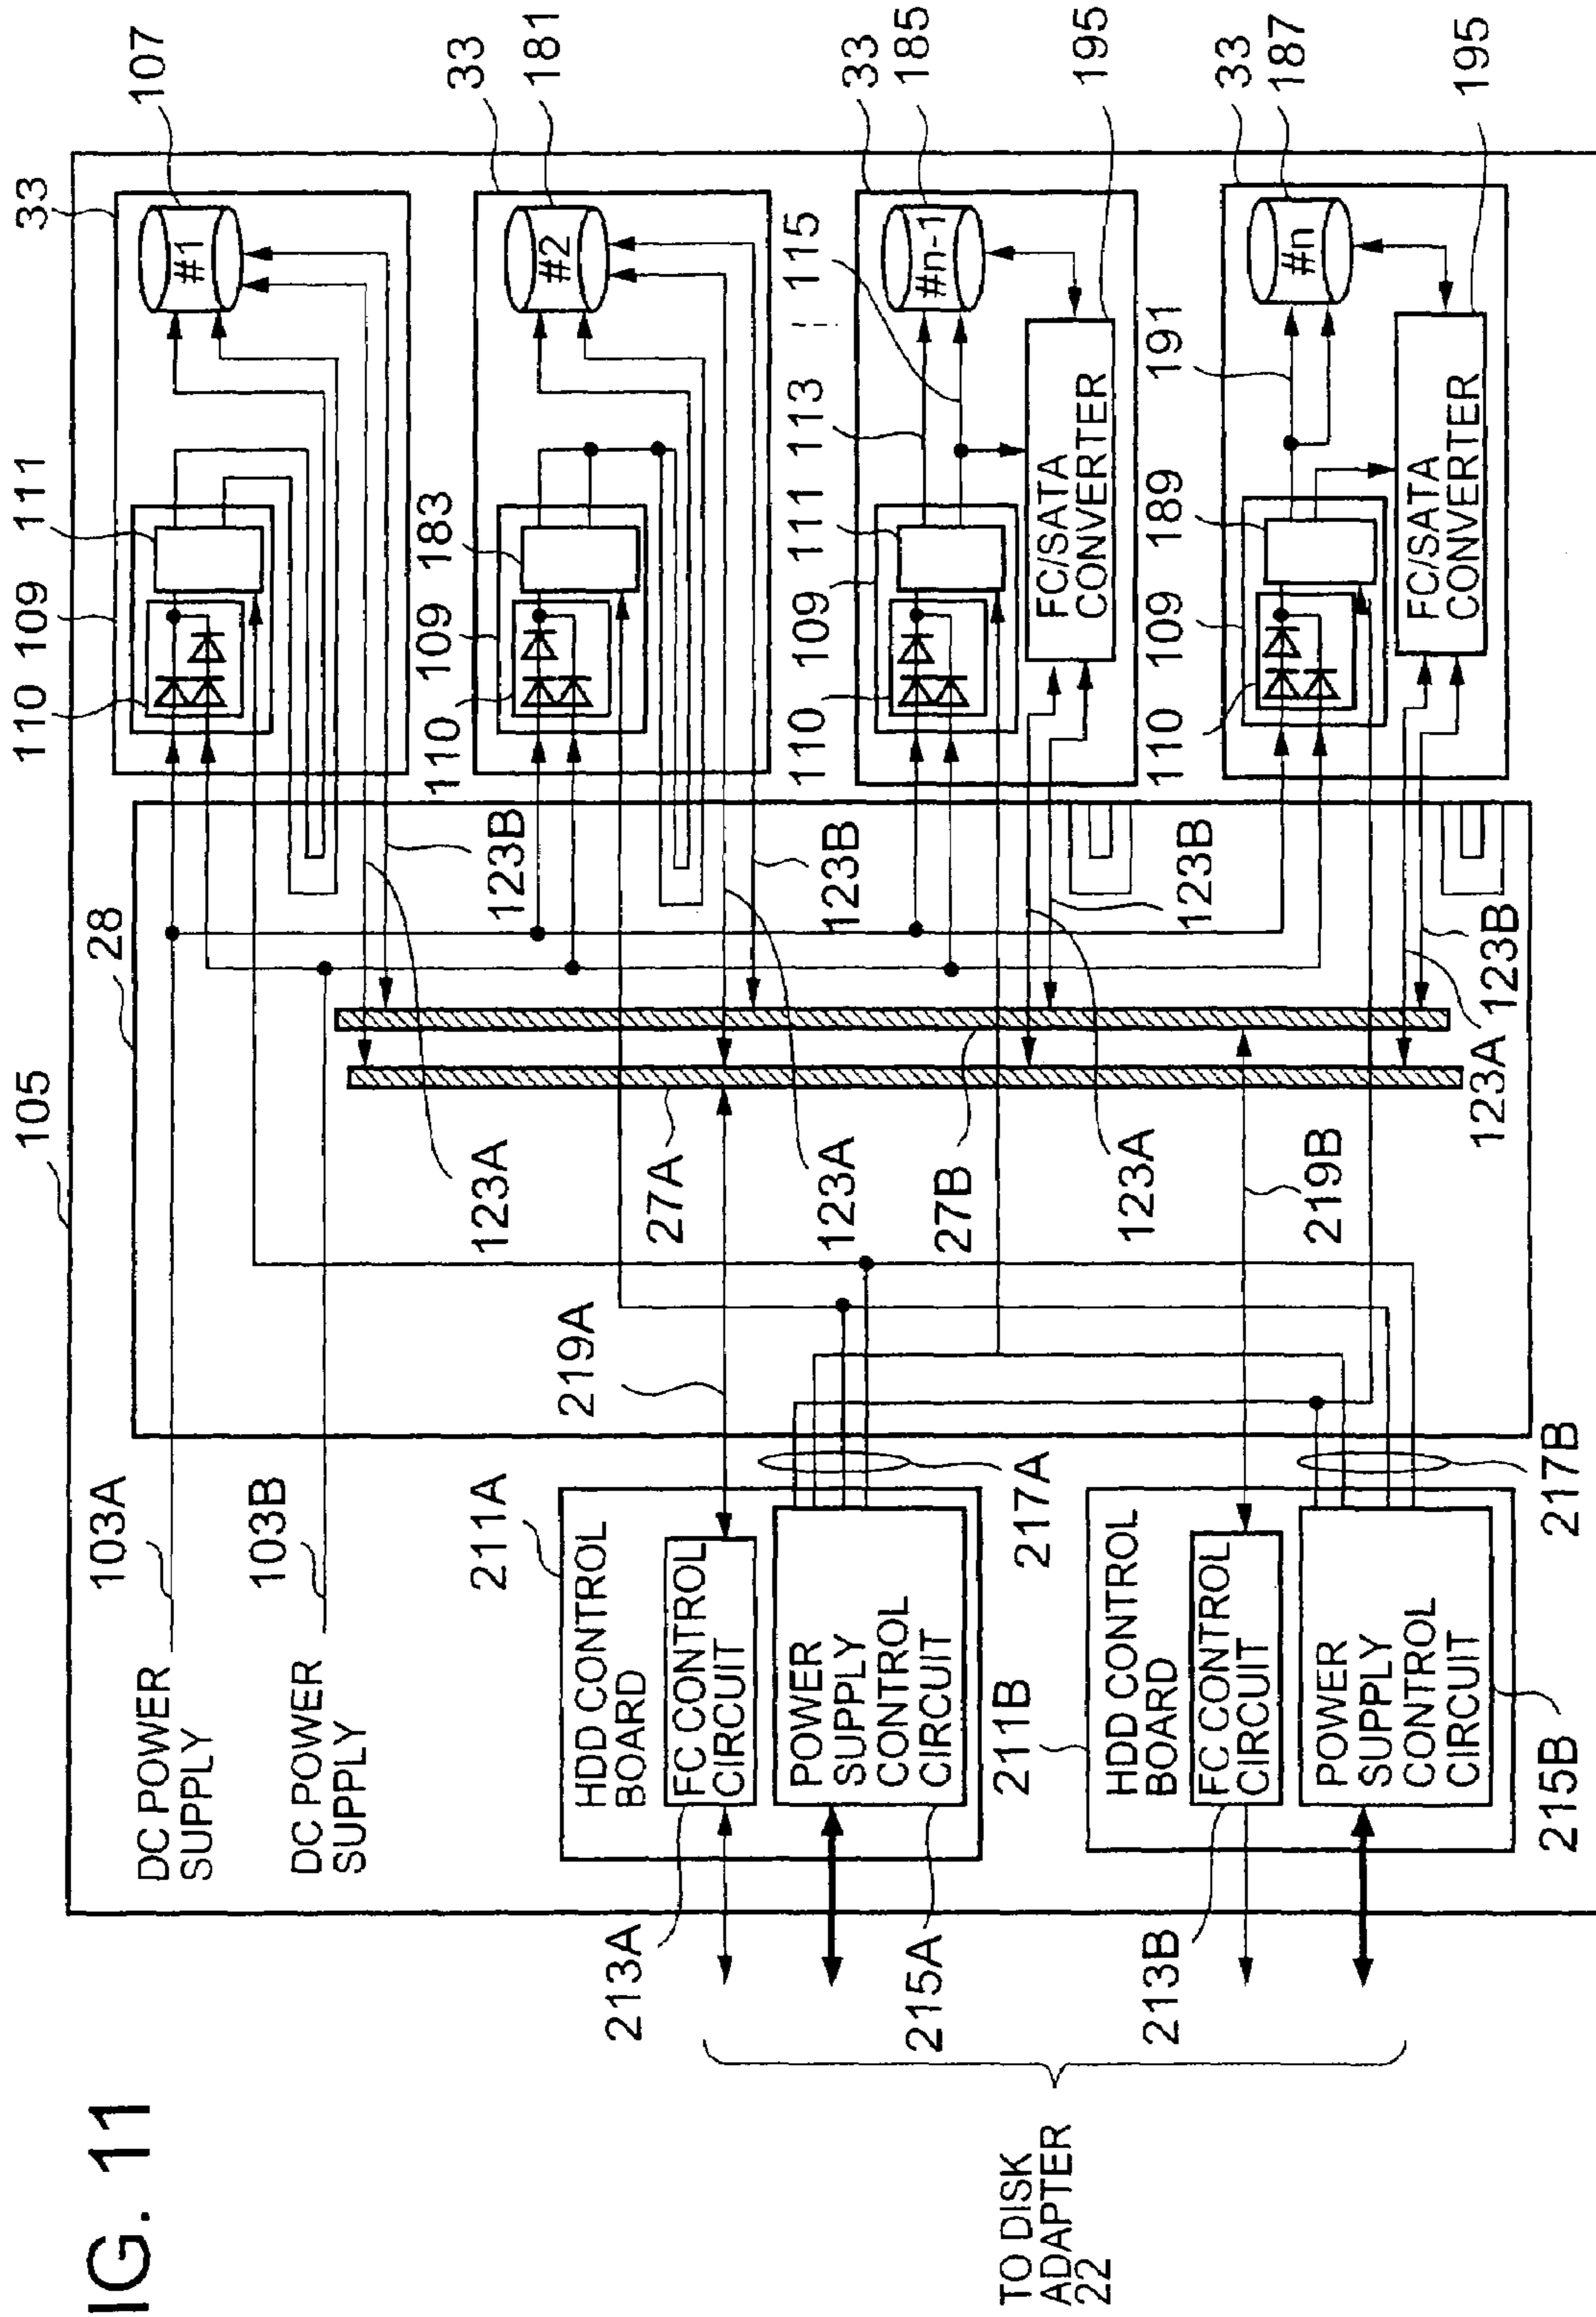 IG. 11
105
28
110
109
111
33
107
110
109
183
33
181
110
109
111
113
115
33
185
195
110
109
189
191
33
187
195
#1
#2
#n-1
#n
FC/SATA
CONVERTER
FC/SATA
CONVERTER
123B
123B
123B
123B
123A
123A
123A
123A
27A
27B
219A
219B
103A
DC POWER
SUPPLY
103B
DC POWER
SUPPLY
211A
HDD CONTROL
BOARD
FC CONTROL
CIRCUIT
POWER
SUPPLY
CONTROL
CIRCUIT
217A
211B
HDD CONTROL
BOARD
FC CONTROL
CIRCUIT
POWER
SUPPLY
CONTROL
CIRCUIT
217B
213A
215A
213B
215B
TO DISK
ADAPTER
22